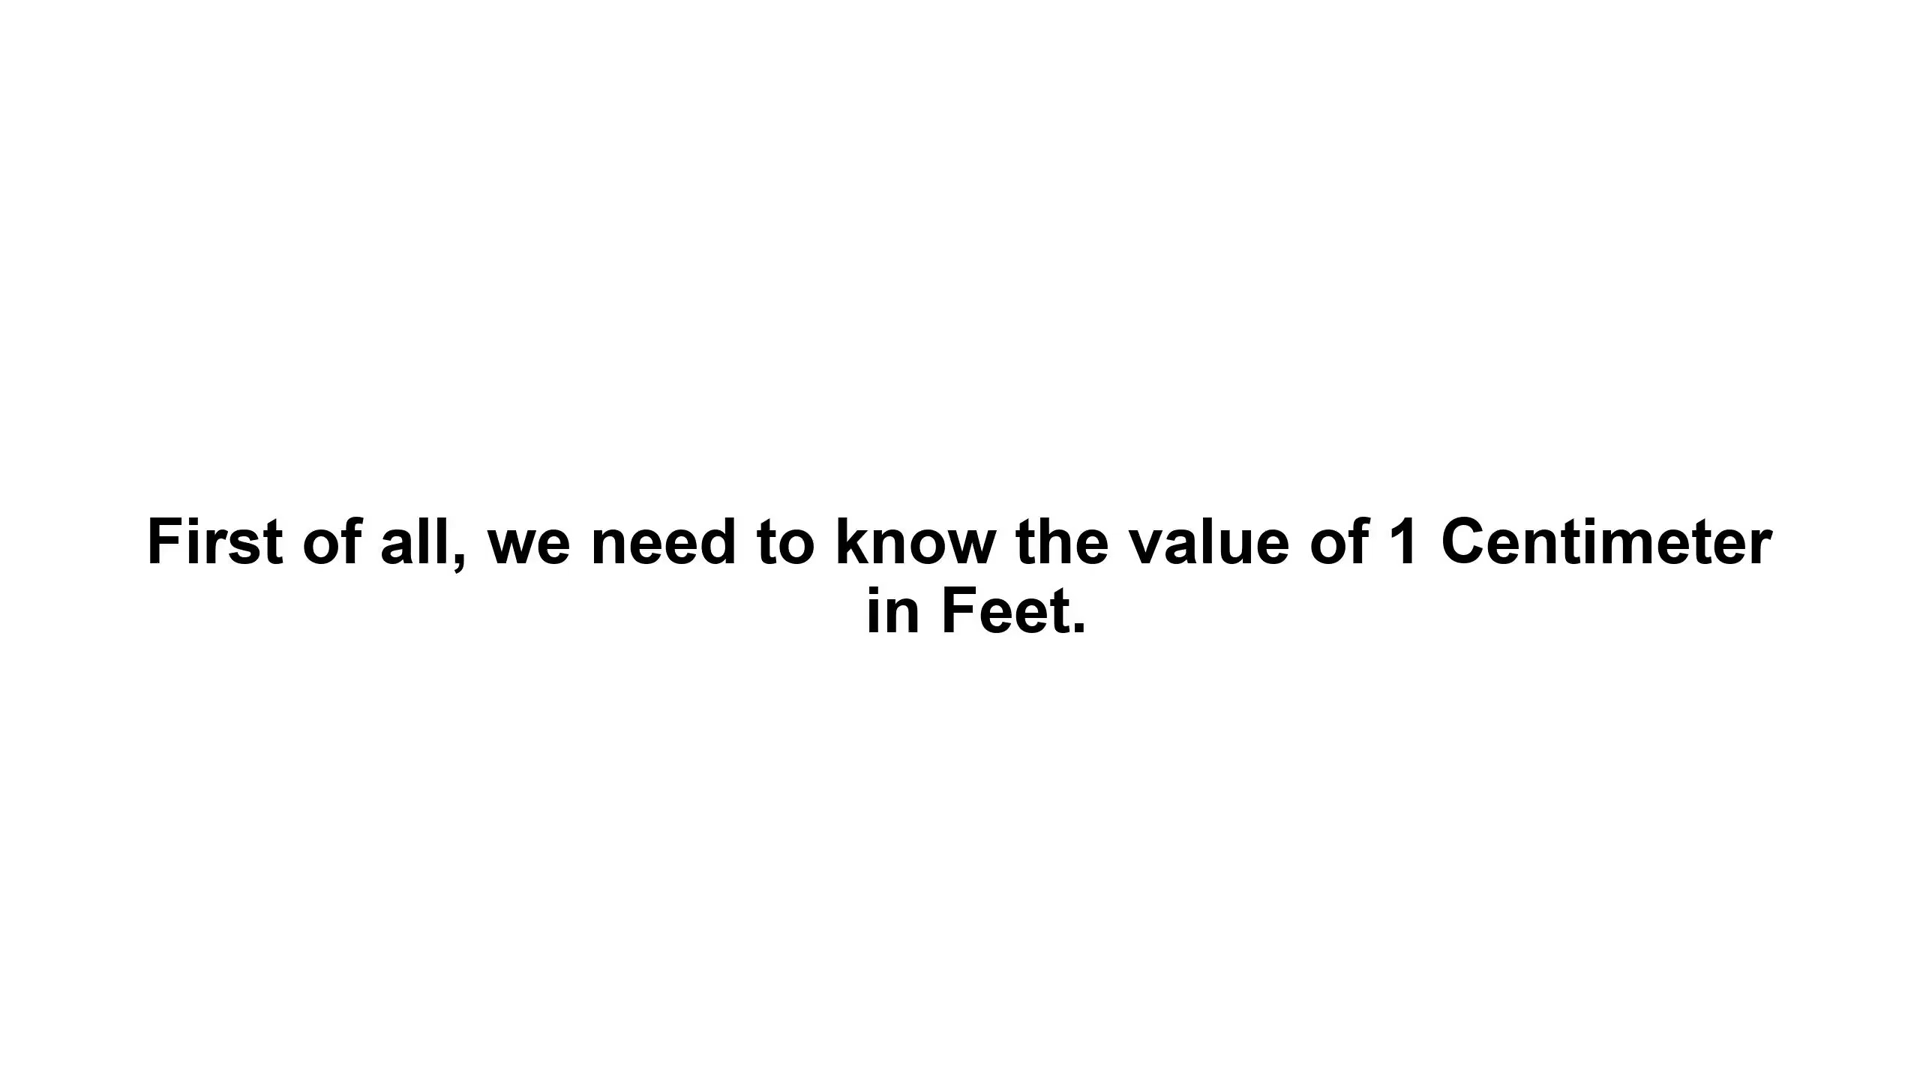 First of all, we need to know the value of 1 Centimeter
in Feet.